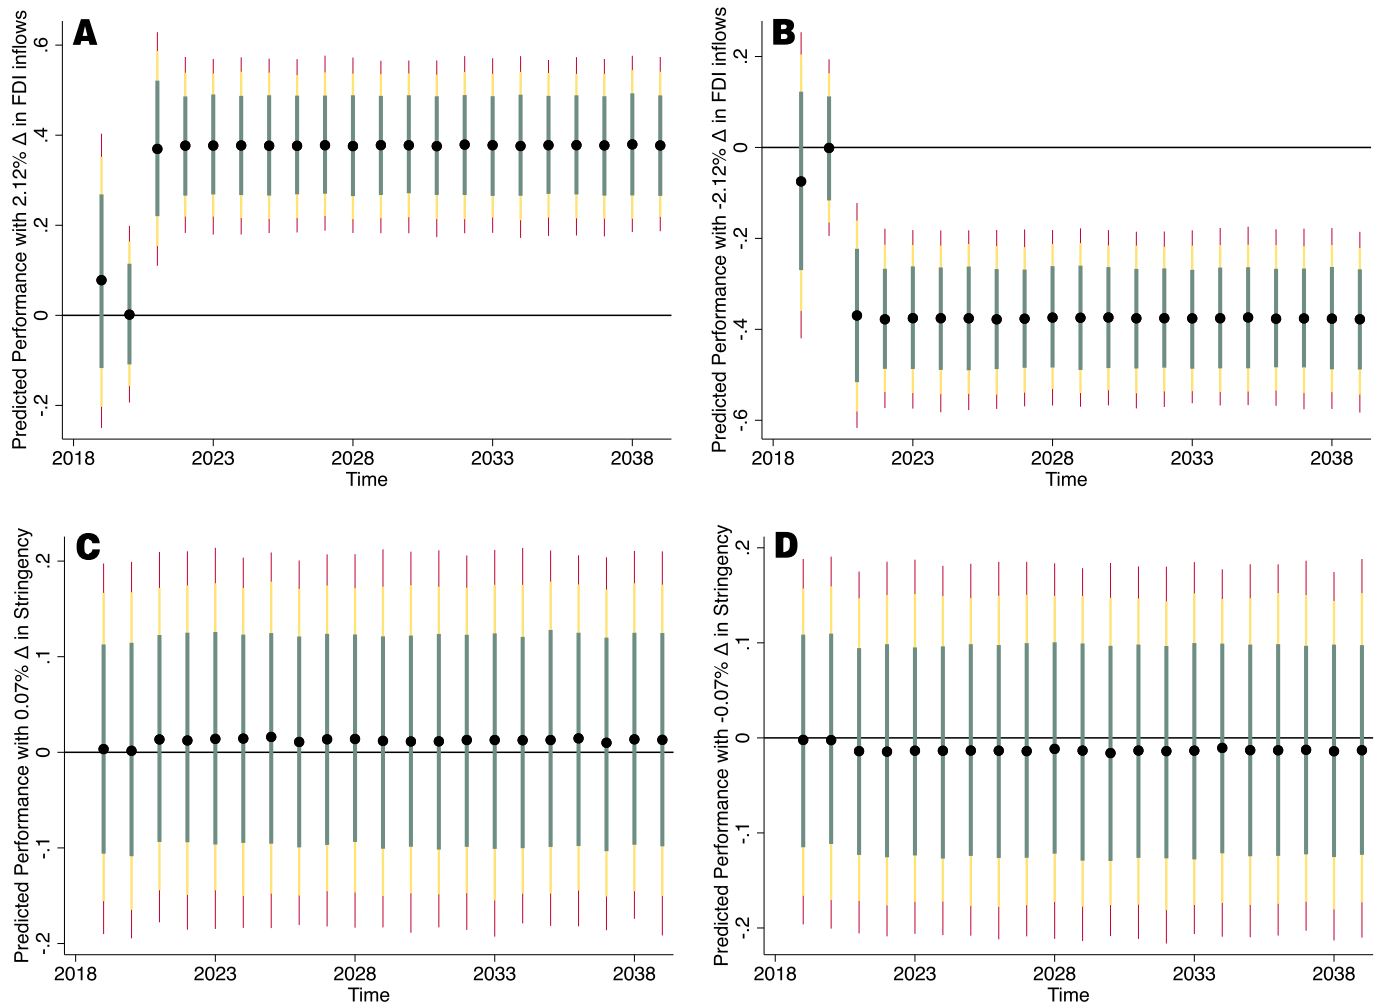 A
Predicted Performance with 2.12% Δ in FDI inflows
.6
.4
.2
0
-.2
2018 2023 2028 2033 2038
Time
B
Predicted Performance with -2.12% Δ in FDI inflows
.2
0
-.2
-.4
-.6
2018 2023 2028 2033 2038
Time
C
Predicted Performance with 0.07% Δ in Stringency
.2
.1
0
-.1
-.2
2018 2023 2028 2033 2038
Time
D
Predicted Performance with -0.07% Δ in Stringency
.2
.1
0
-.1
-.2
2018 2023 2028 2033 2038
Time